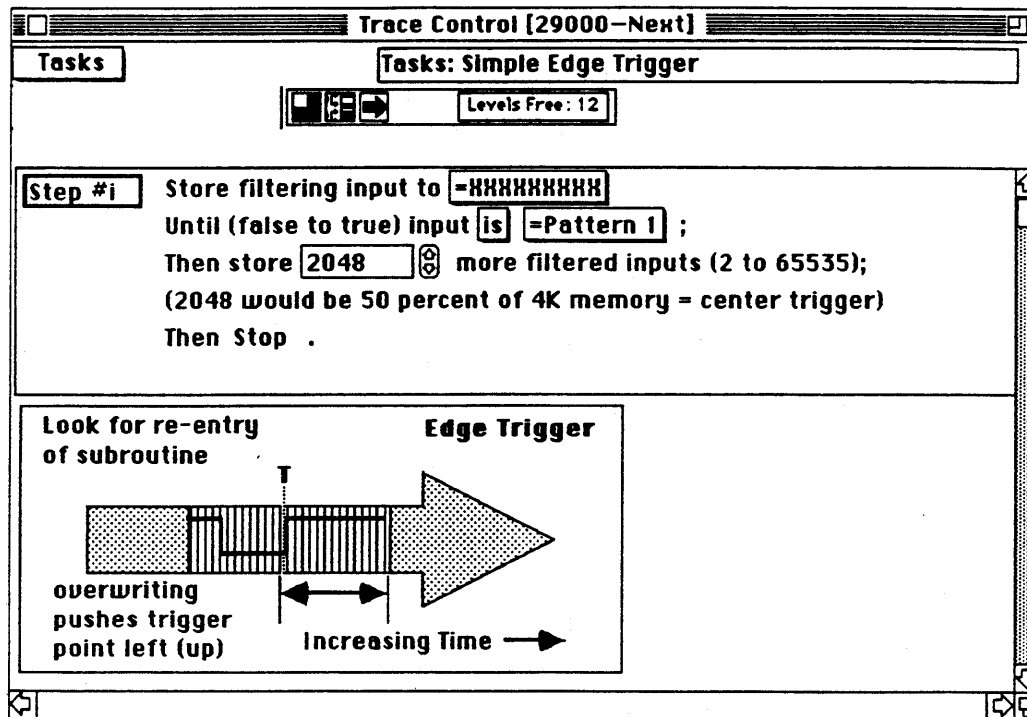 Trace Control [29000-Next]
Tasks
Tasks: Simple Edge Trigger
Levels Free: 12
Step #i
Store filtering input to =XXXXXXXXX
Until (false to true) input is =Pattern 1 ;
Then store 2048 more filtered inputs (2 to 65535);
(2048 would be 50 percent of 4K memory = center trigger)
Then Stop .
Look for re-entry
of subroutine
Edge Trigger
T
overwriting
pushes trigger
point left (up)
Increasing Time